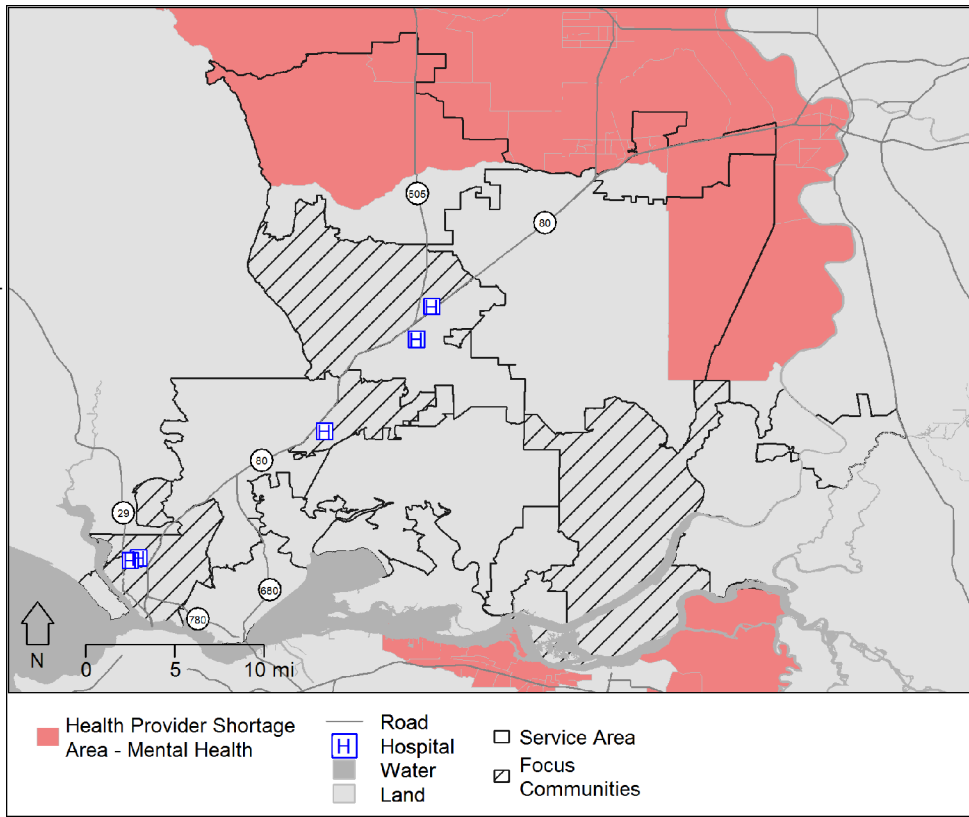 505
80
80
29
680
780
N
0 5 10 mi
Health Provider Shortage
Area - Mental Health
Road
Hospital
Water
Land
Service Area
Focus
Communities
H
H
H
H
H
H